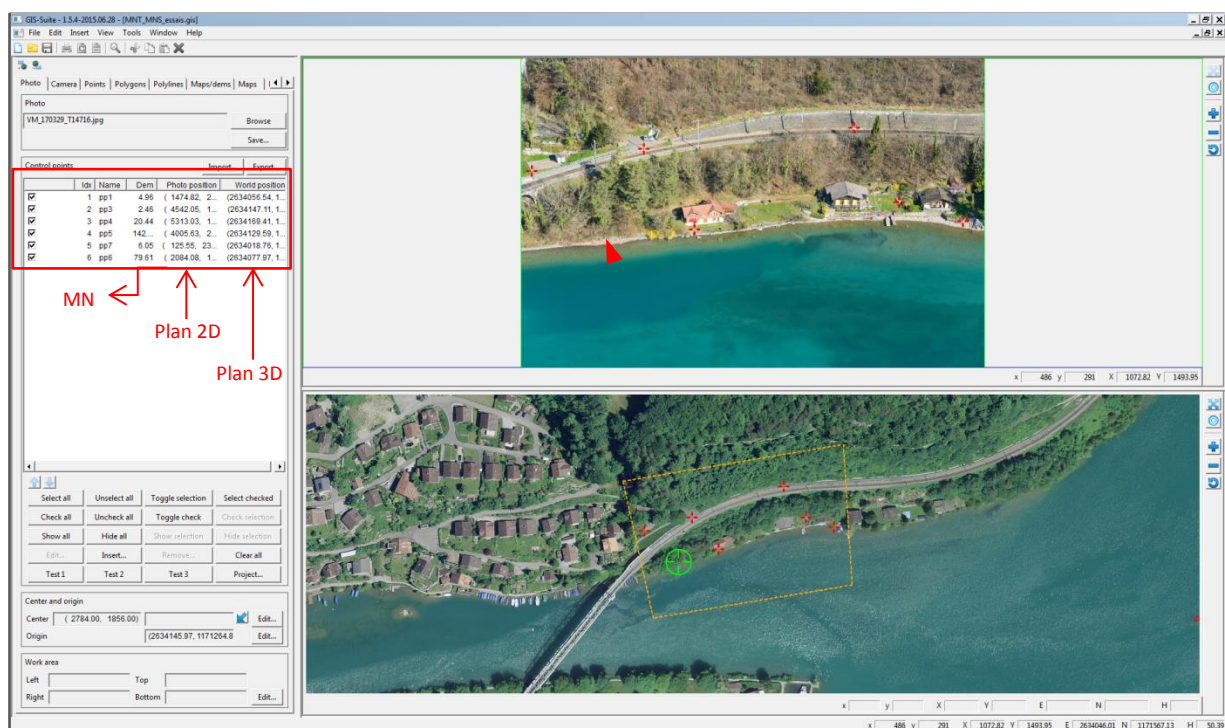 GIS-Suite - 1.5.4-2015.06.28 - [MNT_MNS_essais.gis]
File Edit Insert View Tools Window Help
Photo Camera Points Polygons Polylines Maps/dems Maps
Photo
VM_170329_T14716.jpg Browse
Save...
Control points Import Export
Idx Name Dem Photo position World position
1 pp1 4.96 ( 1474.82, 2... (2634056.54, 1...
2 pp3 2.46 ( 4542.05, 1... (2634147.11, 1...
3 pp4 20.44 ( 5313.03, 1... (2634169.41, 1...
4 pp5 142... ( 4005.63, 2... (2634129.59, 1...
5 pp7 6.05 ( 125.55, 23... (2634018.76, 1...
6 pp6 79.61 ( 2084.08, 1... (2634077.97, 1...
MN
Plan 2D
Plan 3D
x 486 y 291 X 1072.82 Y 1493.95
Select all Unselect all Toggle selection Select checked
Check all Uncheck all Toggle check Check selection
Show all Hide all Show selection Hide selection
Edit... Insert... Remove... Clear all
Test 1 Test 2 Test 3 Project...
Center and origin
Center ( 2784.00, 1856.00) Edit...
Origin (2634145.97, 1171264.8 Edit...
Work area
Left Top
Right Bottom Edit...
x y X Y E N H
x 486 y 291 X 1072.82 Y 1493.95 E 2634046.01 N 1171567.13 H 50.39